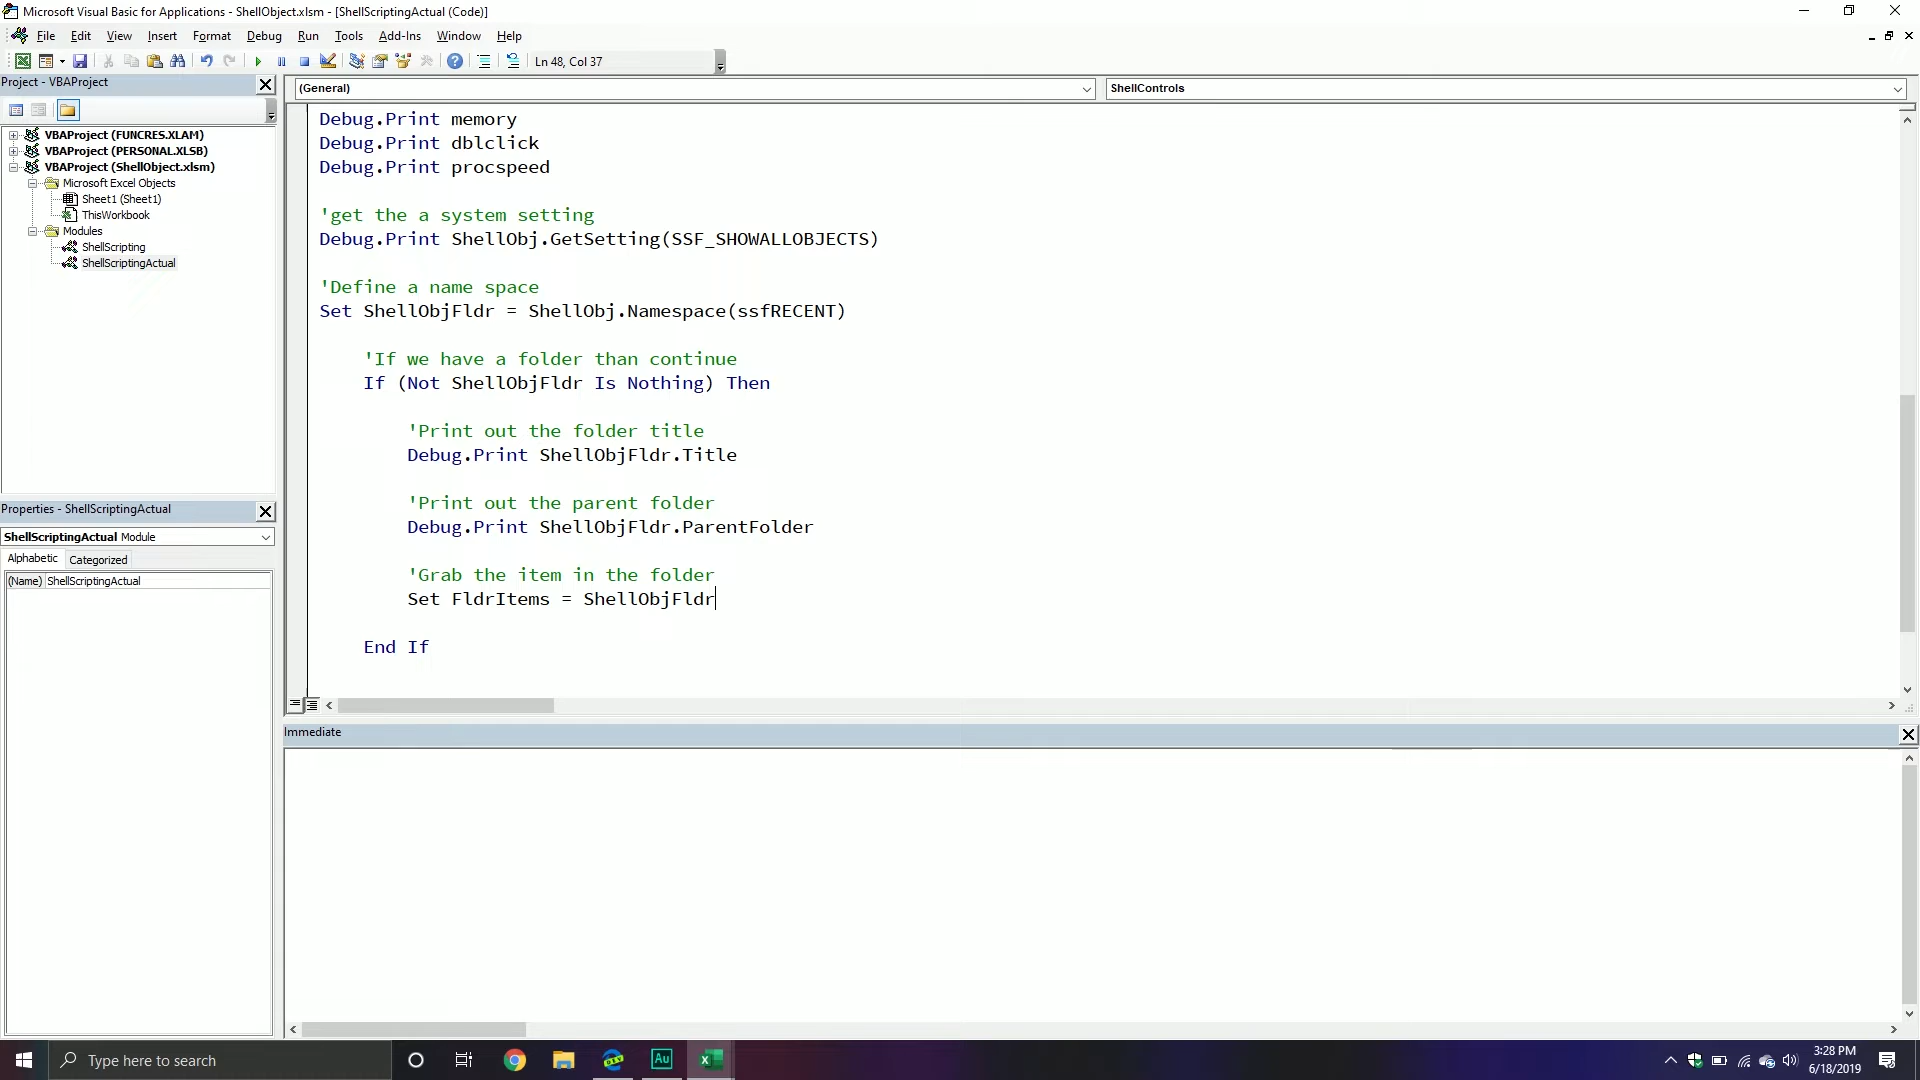 Microsoft Visual Basic for Applications - ShellObject.xlsm - [ShellScriptingActual (Code)]
File Edit View Insert Format Debug Run Tools Add-Ins Window Help
Ln 48, Col 37
Project - VBAProject
(General)
ShellControls
VBAProject (FUNCRES.XLAM)
VBAProject (PERSONAL.XLSB)
VBAProject (ShellObject.xlsm)
Microsoft Excel Objects
Sheet1 (Sheet1)
ThisWorkbook
Modules
ShellScripting
ShellScriptingActual
Properties - ShellScriptingActual
ShellScriptingActual Module
Alphabetic Categorized
(Name) ShellScriptingActual
Debug.Print memory
Debug.Print dblclick
Debug.Print procspeed
'get the a system setting
Debug.Print ShellObj.GetSetting(SSF_SHOWALLOBJECTS)
'Define a name space
Set ShellObjFldr = ShellObj.Namespace(ssfRECENT)
'If we have a folder than continue
If (Not ShellObjFldr Is Nothing) Then
'Print out the folder title
Debug.Print ShellObjFldr.Title
'Print out the parent folder
Debug.Print ShellObjFldr.ParentFolder
'Grab the item in the folder
Set FldrItems = ShellObjFldr
End If
Immediate
Type here to search
Au
3:28 PM
6/18/2019